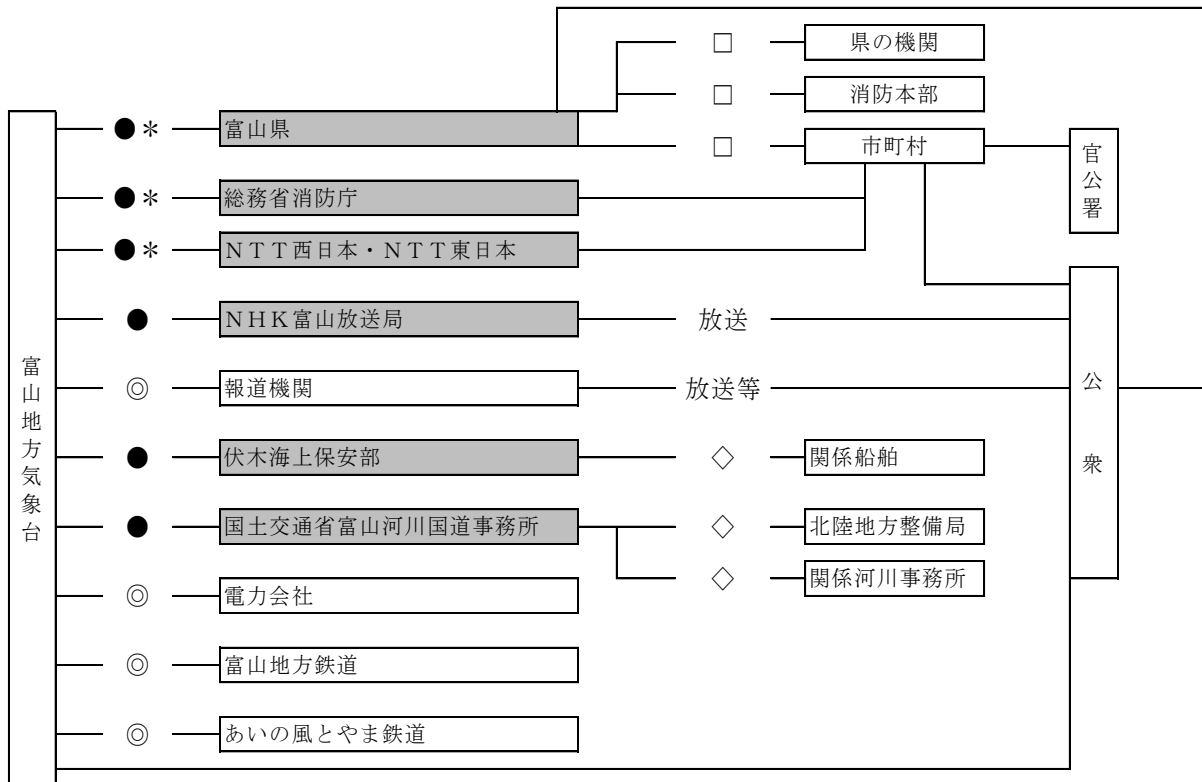 富山地方気象台
●＊
富山県
□
県の機関
□
消防本部
□
市町村
官公署
●＊
総務省消防庁
●＊
ＮＴＴ西日本・ＮＴＴ東日本
●
ＮＨＫ富山放送局
放送
公衆
◎
報道機関
放送等
●
伏木海上保安部
◇
関係船舶
●
国土交通省富山河川国道事務所
◇
北陸地方整備局
◇
関係河川事務所
◎
電力会社
◎
富山地方鉄道
◎
あいの風とやま鉄道